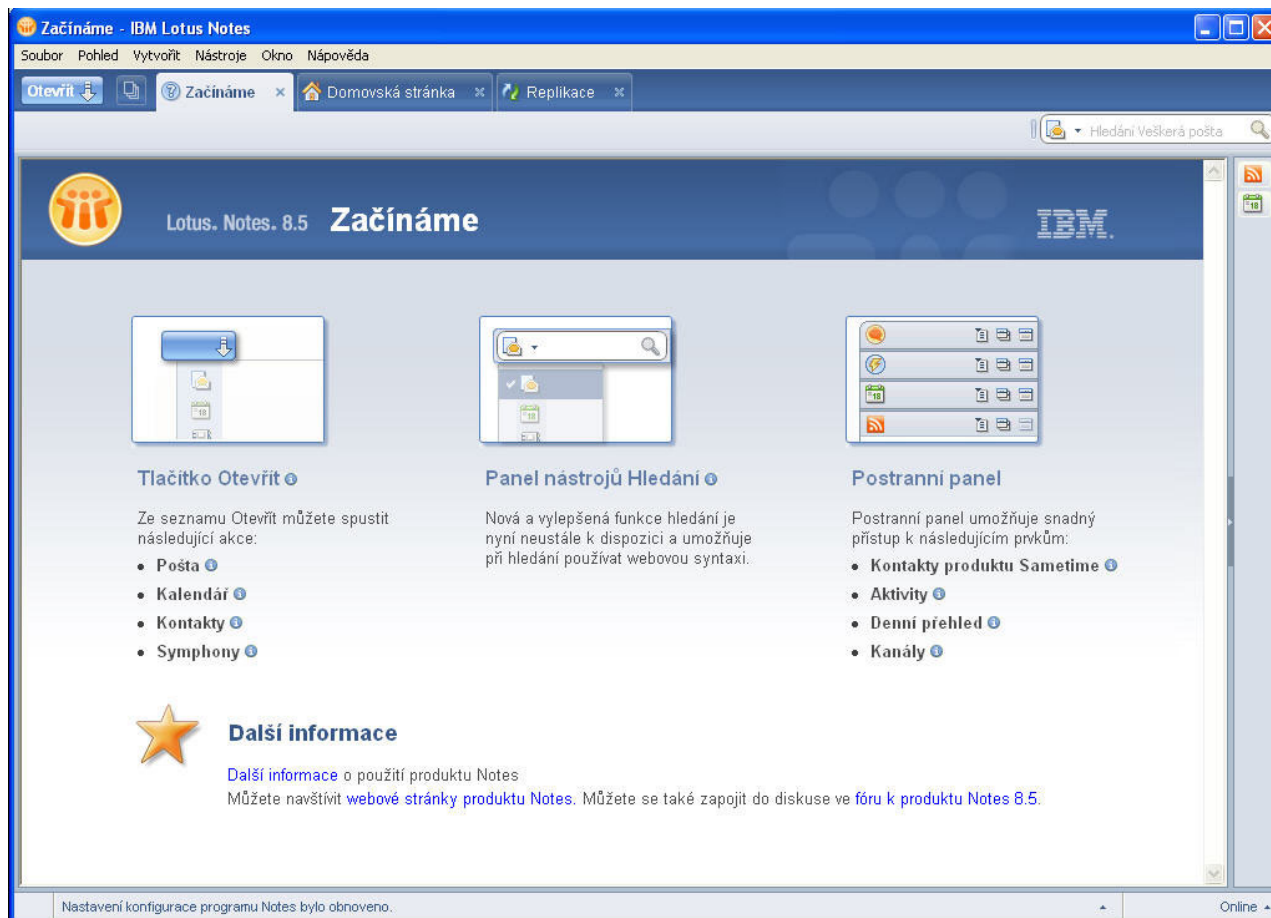 Začínáme - IBM Lotus Notes
Soubor Pohled Vytvořit Nástroje Okno Nápověda
Otevřít Začínáme Domovská stránka Replikace
Hledání Veškerá pošta
Lotus. Notes. 8.5 Začínáme
IBM.
Tlačítko Otevřít
Ze seznamu Otevřít můžete spustit
následující akce:
• Pošta
• Kalendář
• Kontakty
• Symphony
Panel nástrojů Hledání
Nová a vylepšená funkce hledání je
nyní neustále k dispozici a umožňuje
při hledání používat webovou syntaxi.
Postranní panel
Postranní panel umožňuje snadný
přístup k následujícím prvkům:
• Kontakty produktu Sametime
• Aktivity
• Denní přehled
• Kanály
Další informace
Další informace o použití produktu Notes
Můžete navštívit webové stránky produktu Notes. Můžete se také zapojit do diskuse ve fóru k produktu Notes 8.5.
Nastavení konfigurace programu Notes bylo obnoveno.
Online